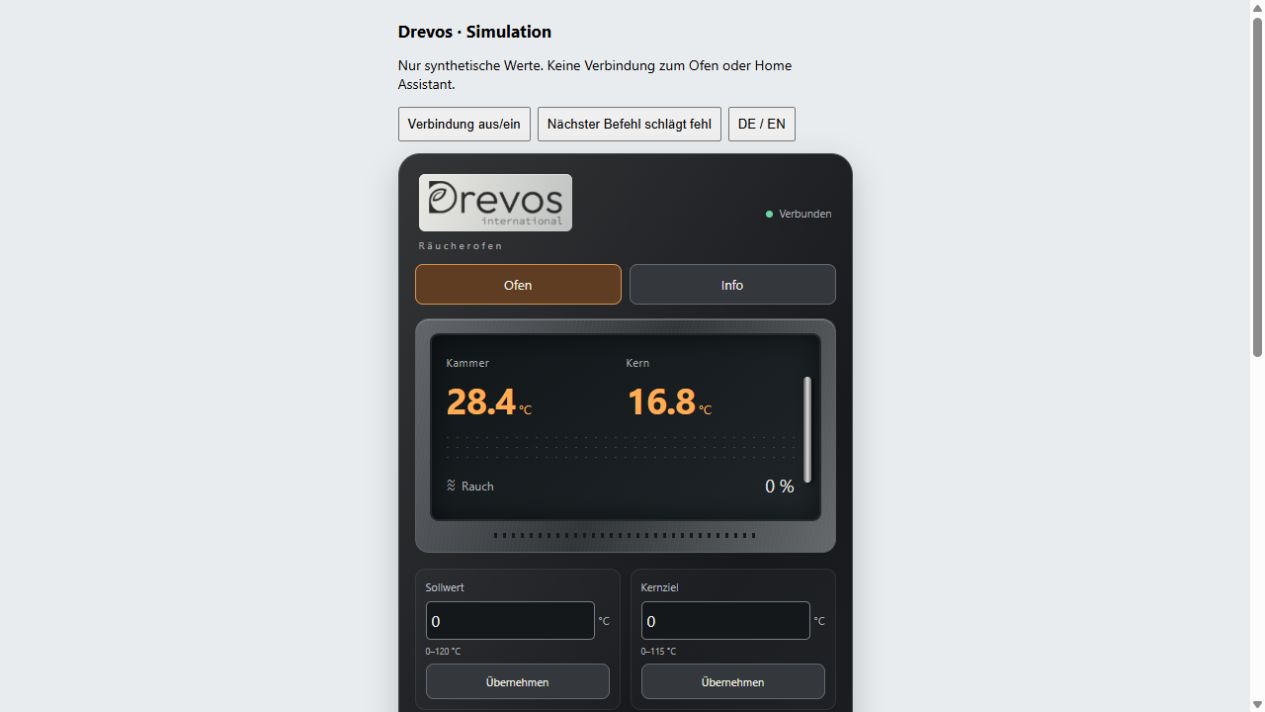 Drevos · Simulation
Nur synthetische Werte. Keine Verbindung zum Ofen oder Home
Assistant.
Verbindung aus/ein
Nächster Befehl schlägt fehl
DE / EN
Drevos
international
Verbunden
Räucherofen
Ofen
Info
Kammer
Kern
28.4 °C
16.8 °C
Rauch
0 %
Sollwert
Kernziel
0 °C
0 °C
0–120 °C
0–115 °C
Übernehmen
Übernehmen